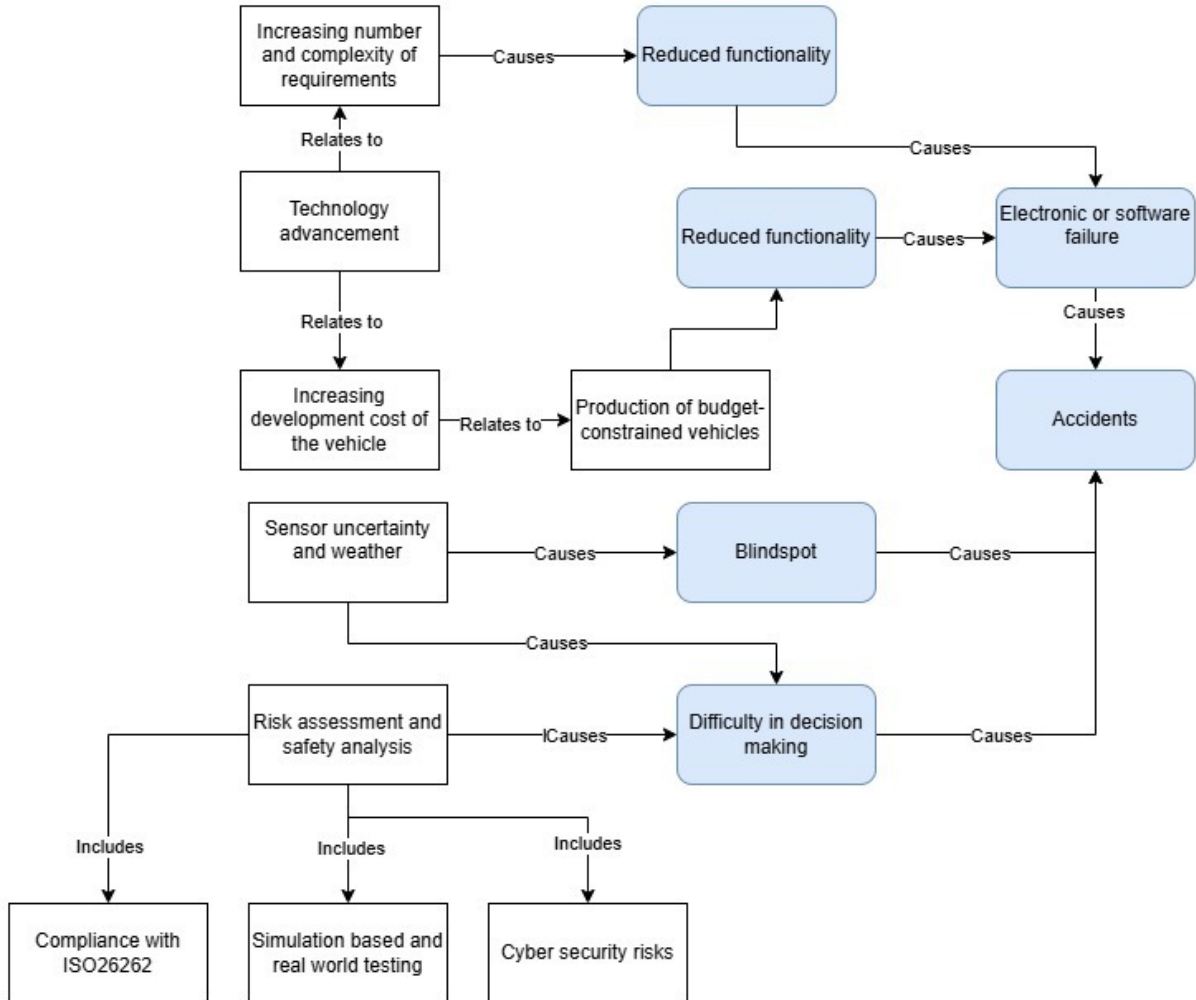 Increasing number
and complexity of
requirements
Causes
Reduced functionality
Relates to
Causes
Technology
advancement
Reduced functionality
Causes
Electronic or software
failure
Relates to
Causes
Increasing
development cost of
the vehicle
Relates to
Production of budget-
constrained vehicles
Accidents
Sensor uncertainty
and weather
Causes
Blindspot
Causes
Causes
Risk assessment and
safety analysis
Causes
Difficulty in decision
making
Causes
Includes
Includes
Includes
Compliance with
ISO26262
Simulation based and
real world testing
Cyber security risks